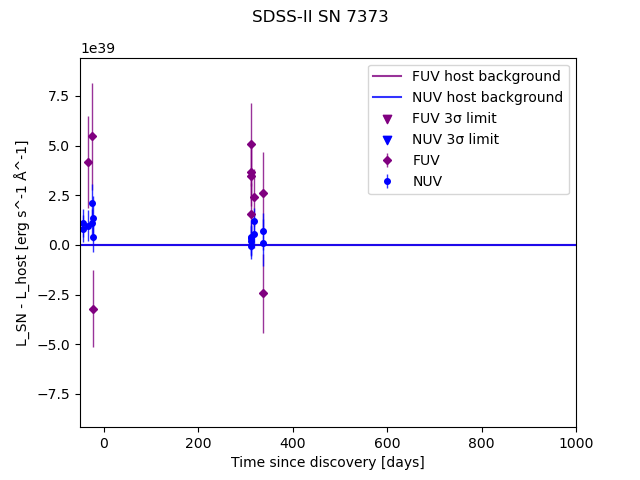 SDSS-II SN 7373
1e39
FUV host background
NUV host background
FUV 3σ limit
NUV 3σ limit
FUV
NUV
7.5
5.0
2.5
0.0
−2.5
−5.0
−7.5
L_SN - L_host [erg s^-1 Å^-1]
0
200
400
600
800
1000
Time since discovery [days]